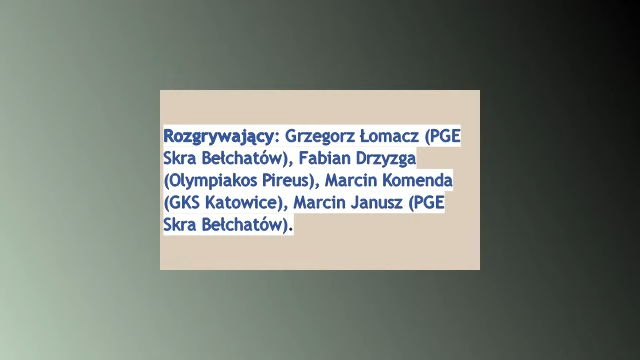 Rozgrywający: Grzegorz Łomacz (PGE
Skra Bełchatów), Fabian Drzyzga
(Olympiakos Pireus), Marcin Komenda
(GKS Katowice), Marcin Janusz (PGE
Skra Bełchatów).